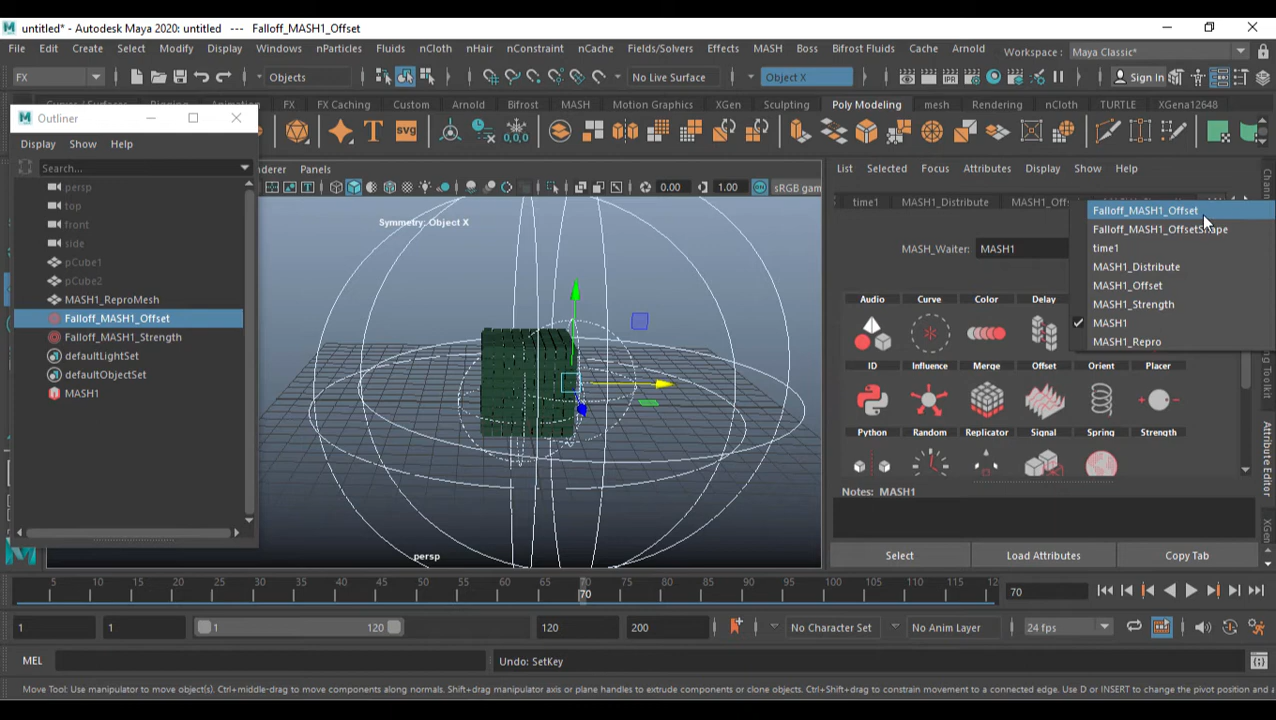 untitled* - Autodesk Maya 2020: untitled --- Falloff_MASH1_Offset
File Edit Create Select Modify Display Windows nParticles Fluids nCloth nHair nConstraint nCache Fields/Solvers Effects MASH Boss Bifrost Fluids Cache Arnold Workspace : Maya Classic*
FX Objects No Live Surface Object X Sign In
Curves / Surfaces Rigging Animation FX FX Caching Custom Arnold Bifrost MASH Motion Graphics XGen Sculpting Poly Modeling mesh Rendering nCloth TURTLE XGena12648
Outliner
Display Show Help
Search...
persp
top
front
side
pCube1
pCube2
MASH1_ReproMesh
Falloff_MASH1_Offset
Falloff_MASH1_Strength
defaultLightSet
defaultObjectSet
MASH1
Panels
0.00 1.00 sRGB gam
Symmetry: Object X
persp
List Selected Focus Attributes Display Show Help
time1 MASH1_Distribute MASH1_Off
MASH_Waiter: MASH1
Falloff_MASH1_Offset
Falloff_MASH1_OffsetShape
time1
MASH1_Distribute
MASH1_Offset
MASH1_Strength
MASH1
MASH1_Repro
Audio Curve Color Delay
ID Influence Merge Offset Orient Placer
Python Random Replicator Signal Spring Strength
Notes: MASH1
Select Load Attributes Copy Tab
Attribute Editor
5 10 15 20 25 30 35 40 45 50 55 60 65 70 75 80 85 90 95 100 105 110 115 12
70
70
1 1 1 120 120 200 No Character Set No Anim Layer 24 fps
MEL Undo: SetKey
Move Tool: Use manipulator to move object(s). Ctrl+middle-drag to move components along normals. Shift+drag manipulator axis or plane handles to extrude components or clone objects. Ctrl+Shift+drag to constrain movement to a connected edge. Use D or INSERT to change the pivot position and a